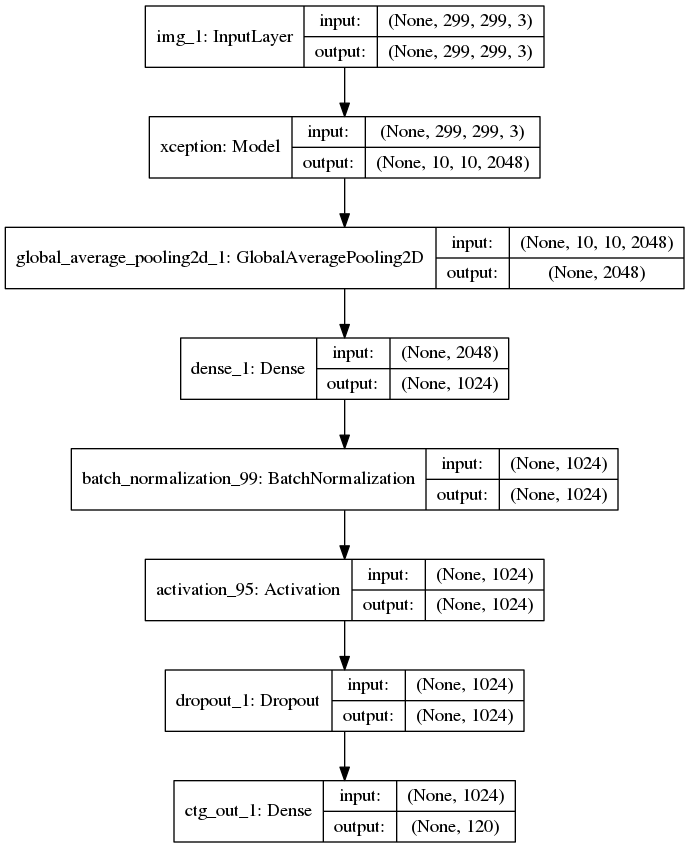 img_1: InputLayer
input:
(None, 299, 299, 3)
output:
(None, 299, 299, 3)
xception: Model
input:
(None, 299, 299, 3)
output:
(None, 10, 10, 2048)
global_average_pooling2d_1: GlobalAveragePooling2D
input:
(None, 10, 10, 2048)
output:
(None, 2048)
dense_1: Dense
input:
(None, 2048)
output:
(None, 1024)
batch_normalization_99: BatchNormalization
input:
(None, 1024)
output:
(None, 1024)
activation_95: Activation
input:
(None, 1024)
output:
(None, 1024)
dropout_1: Dropout
input:
(None, 1024)
output:
(None, 1024)
ctg_out_1: Dense
input:
(None, 1024)
output:
(None, 120)